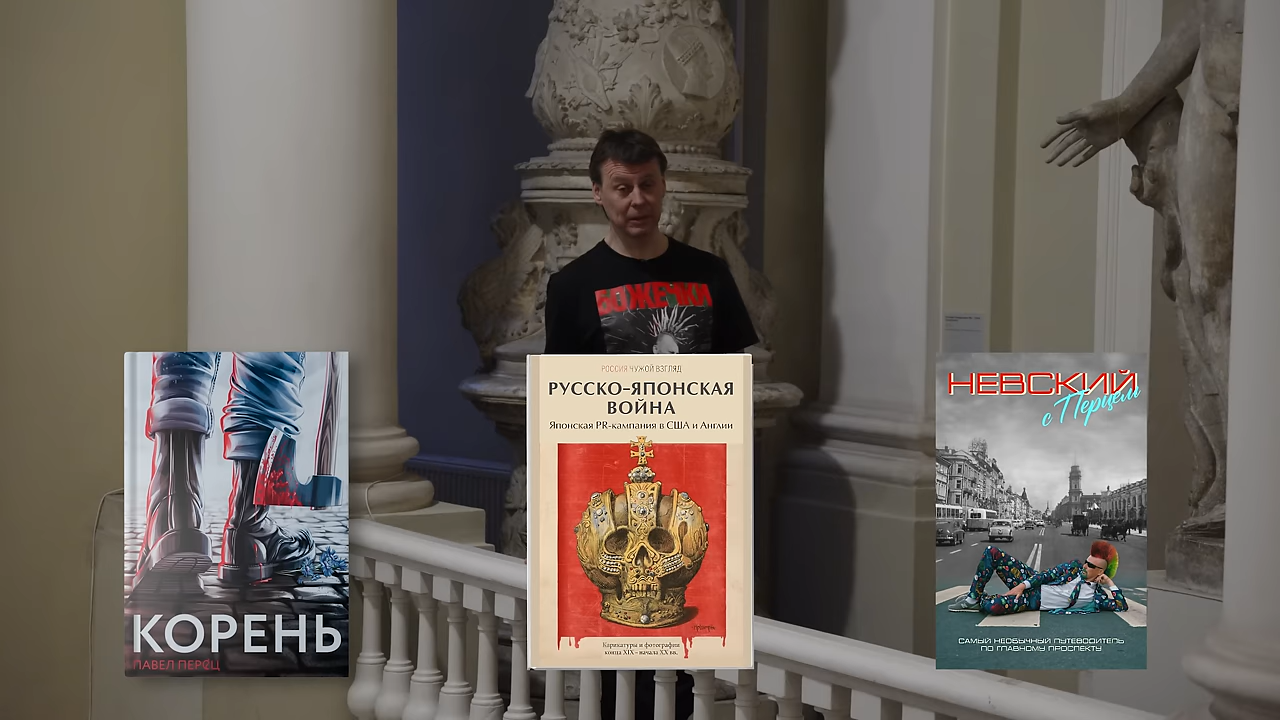 БОЖЕНКА
КОРЕНЬ
ПАВЕЛ ПЕРЕЦ
РОССИЯ ЧУЖОЙ ВЗГЛЯД
РУССКО-ЯПОНСКАЯ
ВОЙНА
Японская PR-кампания в США и Англии
Карикатуры и фотографии
конца XIX – начала XX вв.
НЕВСКИЙ
с Перцем
САМЫЙ НЕОБЫЧНЫЙ ПУТЕВОДИТЕЛЬ
ПО ГЛАВНОМУ ПРОСПЕКТУ